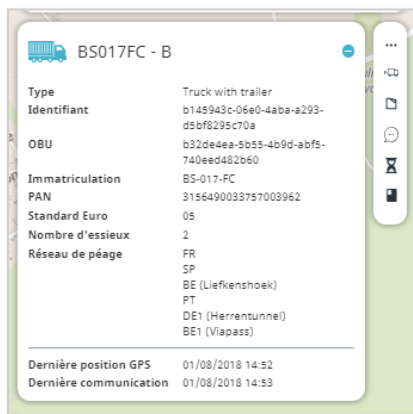 BS017FC - B
Type Truck with trailer
Identifiant b145943c-06e0-4aba-a293-
d5bf8295c70a
OBU b32de4ea-5b55-4b9d-abf5-
740eed482b60
Immatriculation BS-017-FC
PAN 3156490033757003962
Standard Euro 05
Nombre d'essieux 2
Réseau de péage FR
SP
BE (Liefkenshoek)
PT
DE1 (Herrentunnel)
BE1 (Viapass)
Dernière position GPS 01/08/2018 14:52
Dernière communication 01/08/2018 14:53